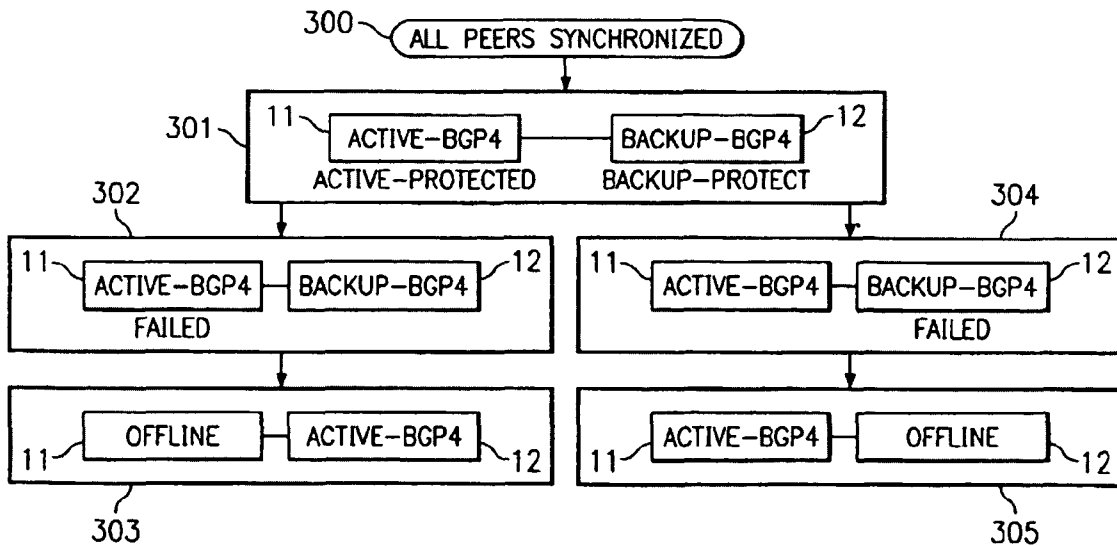 300
ALL PEERS SYNCHRONIZED
301
11
ACTIVE-BGP4
BACKUP-BGP4
12
ACTIVE-PROTECTED
BACKUP-PROTECT
302
11
ACTIVE-BGP4
BACKUP-BGP4
12
FAILED
304
11
ACTIVE-BGP4
BACKUP-BGP4
12
FAILED
11
OFFLINE
ACTIVE-BGP4
12
303
11
ACTIVE-BGP4
OFFLINE
12
305